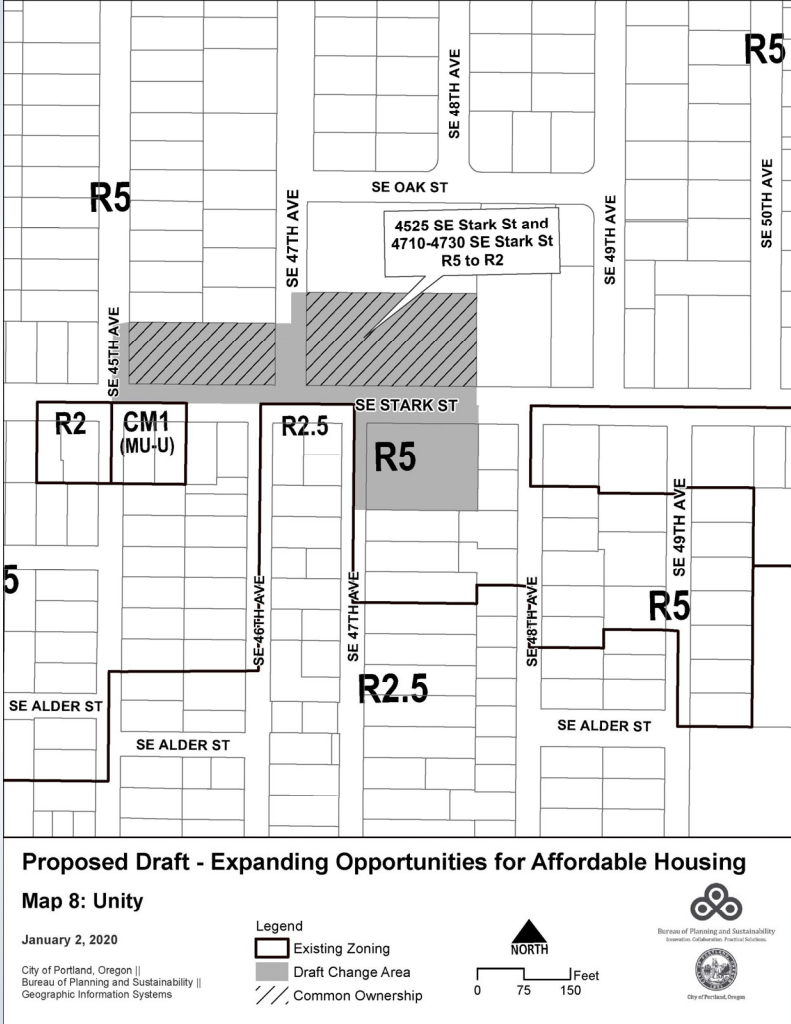 R5
SE 48TH AVE
SE OAK ST
R5
SE 47TH AVE
SE 49TH AVE
SE 50TH AVE
4525 SE Stark St and
4710-4730 SE Stark St
R5 to R2
SE 45TH AVE
SE STARK ST
R2
CM1
(MU-U)
R2.5
R5
SE 49TH AVE
5
SE 46TH AVE
SE 47TH AVE
SE 48TH AVE
R5
R2.5
SE ALDER ST
SE ALDER ST
SE ALDER ST
Proposed Draft - Expanding Opportunities for Affordable Housing
Map 8: Unity
January 2, 2020
City of Portland, Oregon ||
Bureau of Planning and Sustainability ||
Geographic Information Systems
Legend
Existing Zoning
Draft Change Area
Common Ownership
NORTH
Feet
0 75 150
Bureau of Planning and Sustainability
Innovation. Collaboration. Practical Solutions.
City of Portland, Oregon